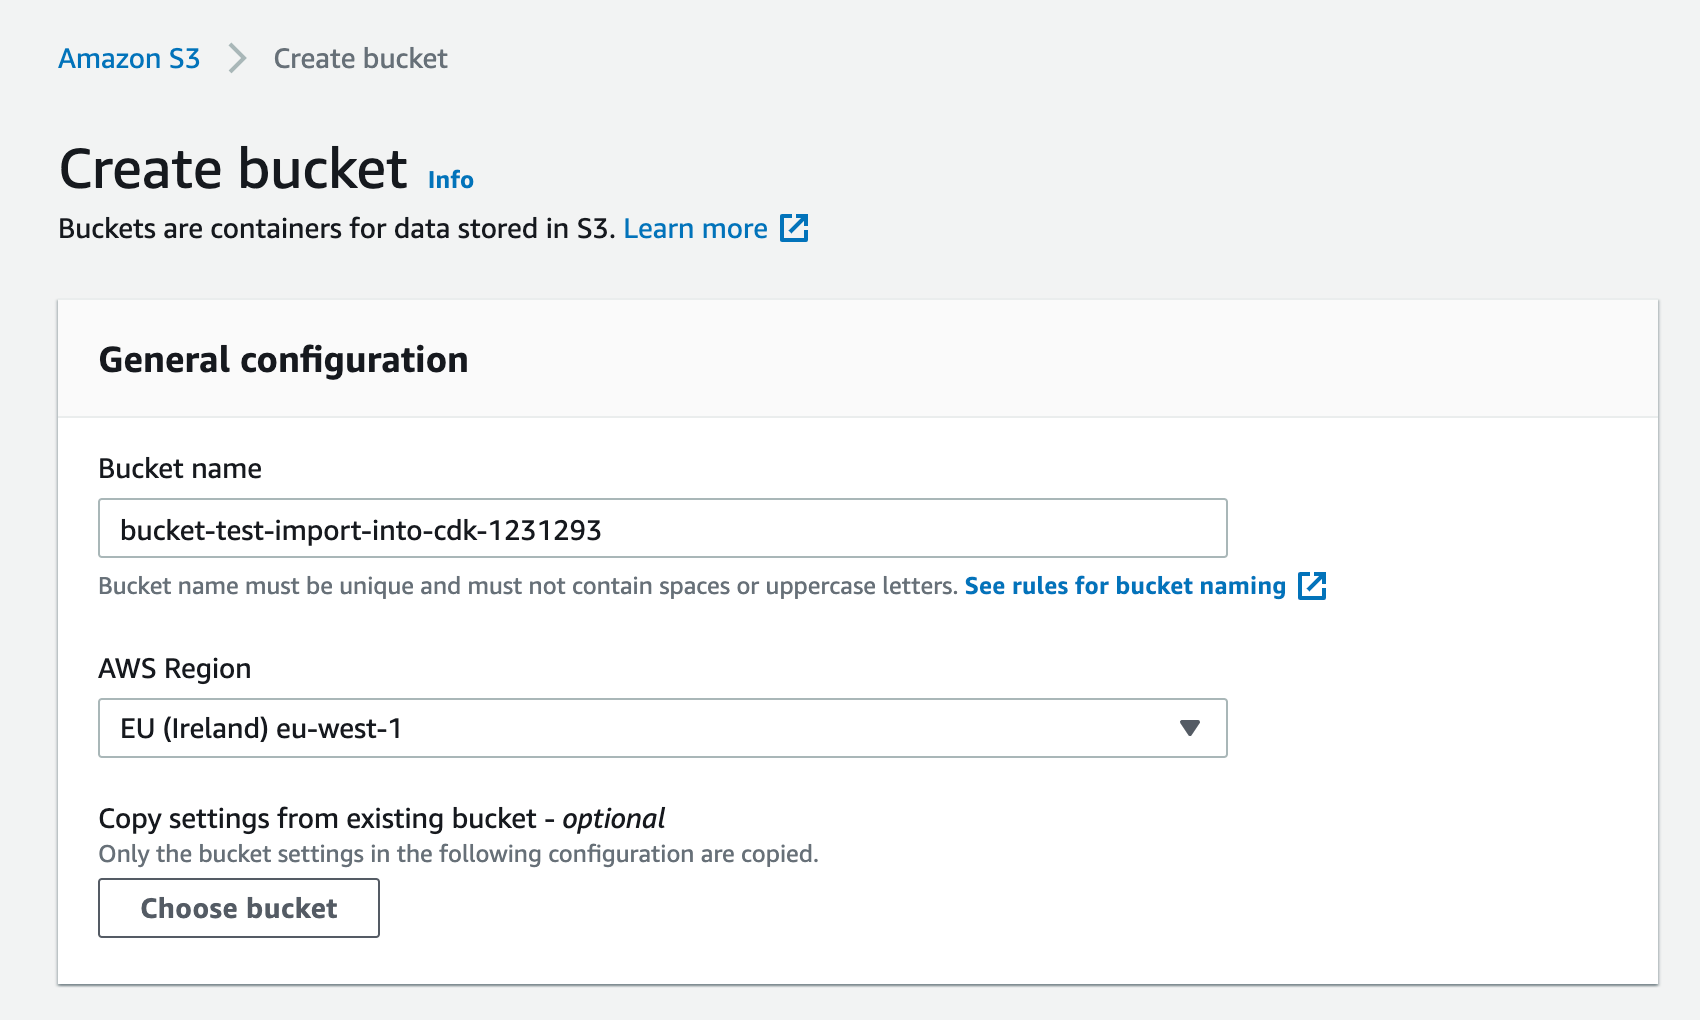 Amazon S3 > Create bucket
Create bucket Info
Buckets are containers for data stored in S3. Learn more
General configuration
Bucket name
bucket-test-import-into-cdk-1231293
Bucket name must be unique and must not contain spaces or uppercase letters. See rules for bucket naming
AWS Region
EU (Ireland) eu-west-1
Copy settings from existing bucket - optional
Only the bucket settings in the following configuration are copied.
Choose bucket